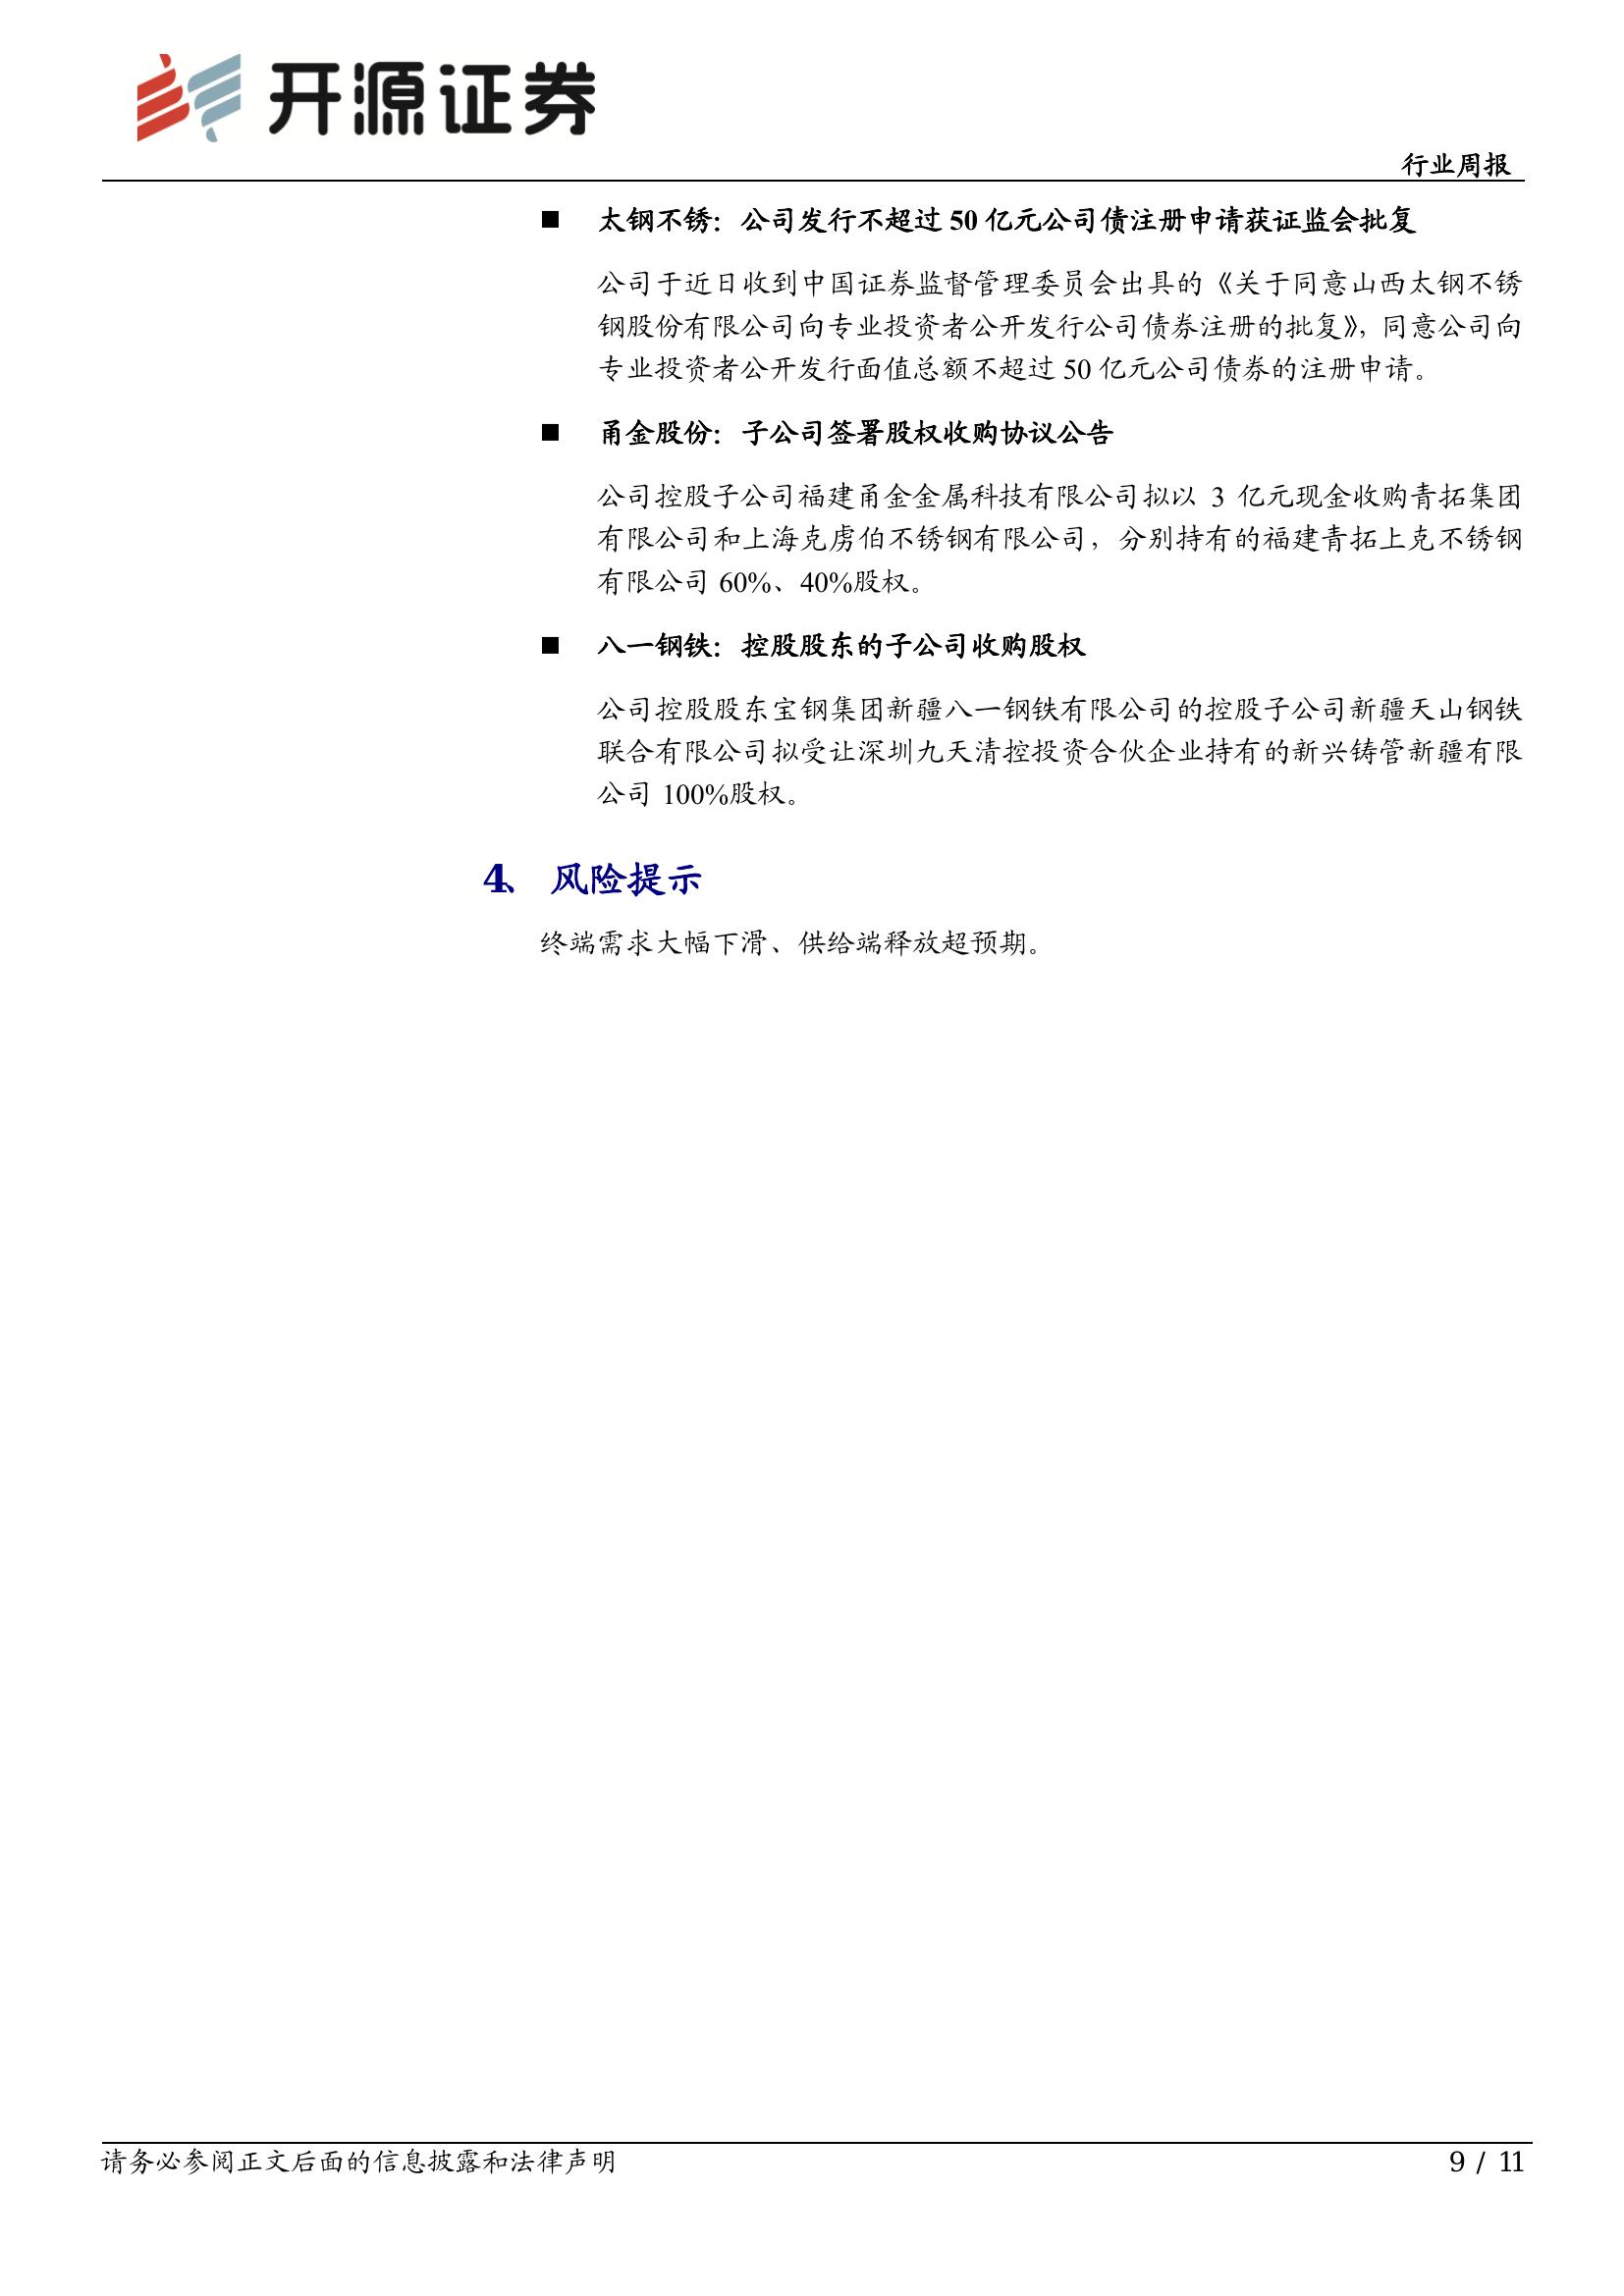 开源证券
行业周报
■ 太钢不锈：公司发行不超过 50 亿元公司债注册申请获证监会批复
公司于近日收到中国证券监督管理委员会出具的《关于同意山西太钢不锈
钢股份有限公司向专业投资者公开发行公司债券注册的批复》，同意公司向
专业投资者公开发行面值总额不超过 50 亿元公司债券的注册申请。
■ 甬金股份：子公司签署股权收购协议公告
公司控股子公司福建甬金金属科技有限公司拟以 3 亿元现金收购青拓集团
有限公司和上海克虏伯不锈钢有限公司，分别持有的福建青拓上克不锈钢
有限公司 60%、40%股权。
■ 八一钢铁：控股股东的子公司收购股权
公司控股股东宝钢集团新疆八一钢铁有限公司的控股子公司新疆天山钢铁
联合有限公司拟受让深圳九天清控投资合伙企业持有的新兴铸管新疆有限
公司 100%股权。
4、 风险提示
终端需求大幅下滑、供给端释放超预期。
请务必参阅正文后面的信息披露和法律声明
9 / 11